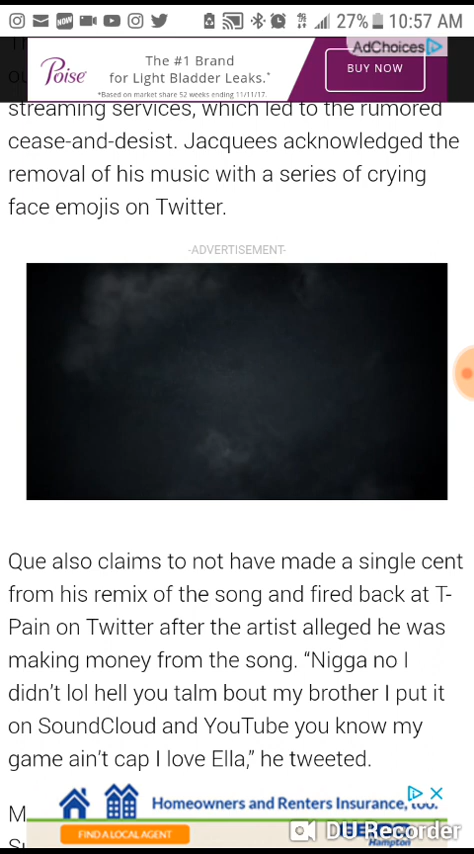 27% 10:57 AM
AdChoices
Poise
The #1 Brand
for Light Bladder Leaks.*
*Based on market share 52 weeks ending 11/11/17.
BUY NOW
streaming services, which led to the rumored
cease-and-desist. Jacquees acknowledged the
removal of his music with a series of crying
face emojis on Twitter.
-ADVERTISEMENT-
Que also claims to not have made a single cent
from his remix of the song and fired back at T-
Pain on Twitter after the artist alleged he was
making money from the song. “Nigga no I
didn’t lol hell you talm bout my brother I put it
on SoundCloud and YouTube you know my
game ain’t cap I love Ella,” he tweeted.
Homeowners and Renters Insurance, too.
FIND A LOCAL AGENT
DU Recorder
Hampton